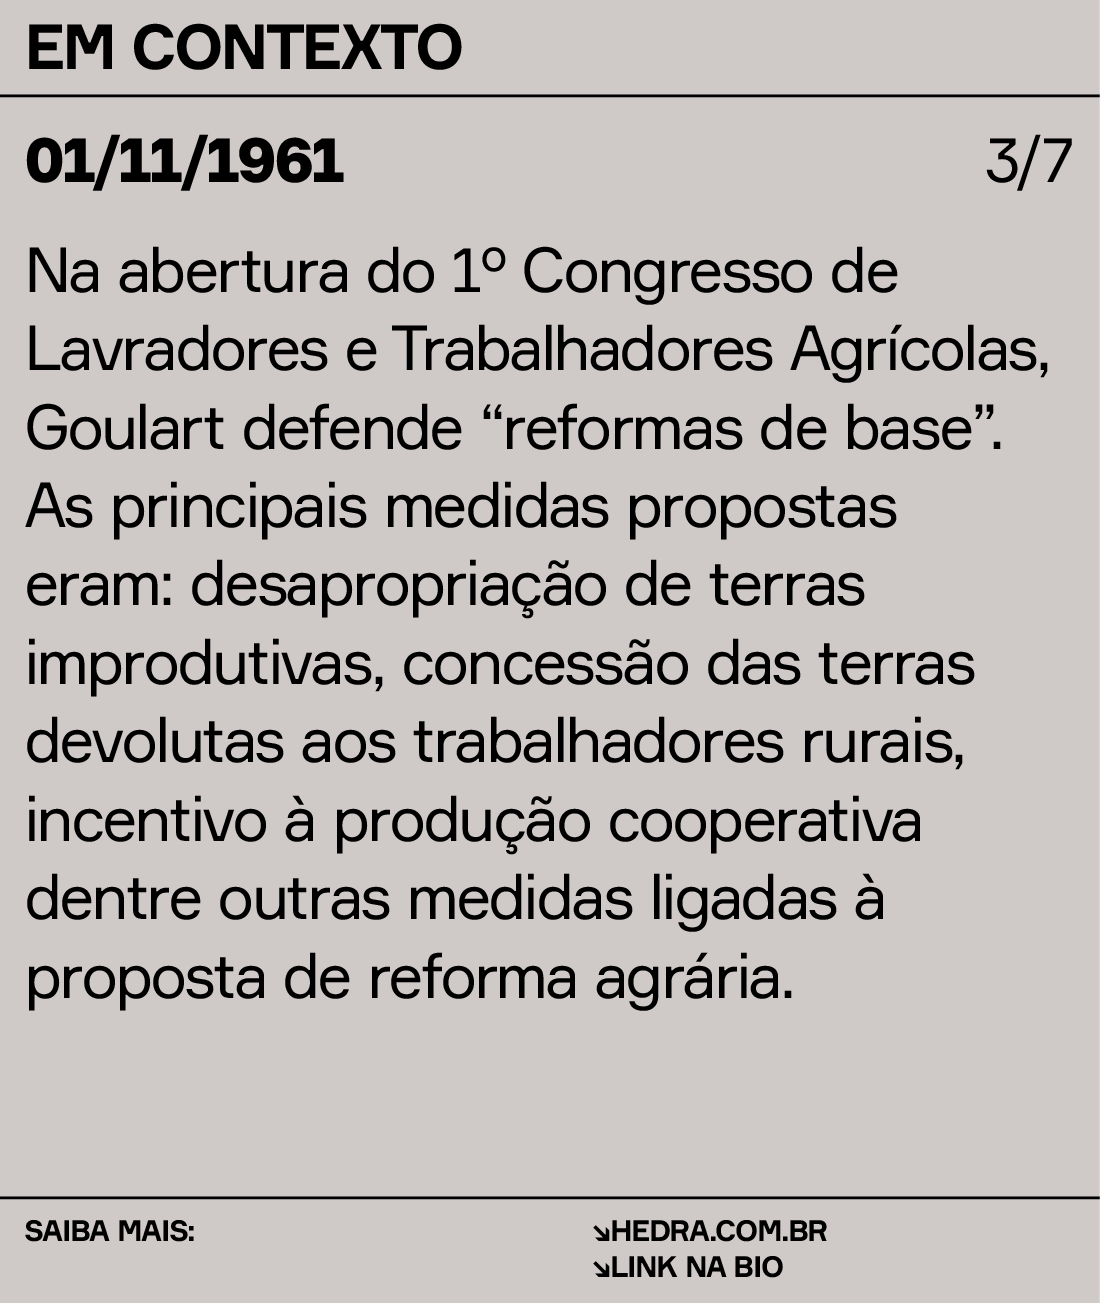 EM CONTEXTO
01/11/1961
3/7
Na abertura do 1º Congresso de
Lavradores e Trabalhadores Agrícolas,
Goulart defende “reformas de base”.
As principais medidas propostas
eram: desapropriação de terras
improdutivas, concessão das terras
devolutas aos trabalhadores rurais,
incentivo à produção cooperativa
dentre outras medidas ligadas à
proposta de reforma agrária.
SAIBA MAIS:
↘HEDRA.COM.BR
↘LINK NA BIO